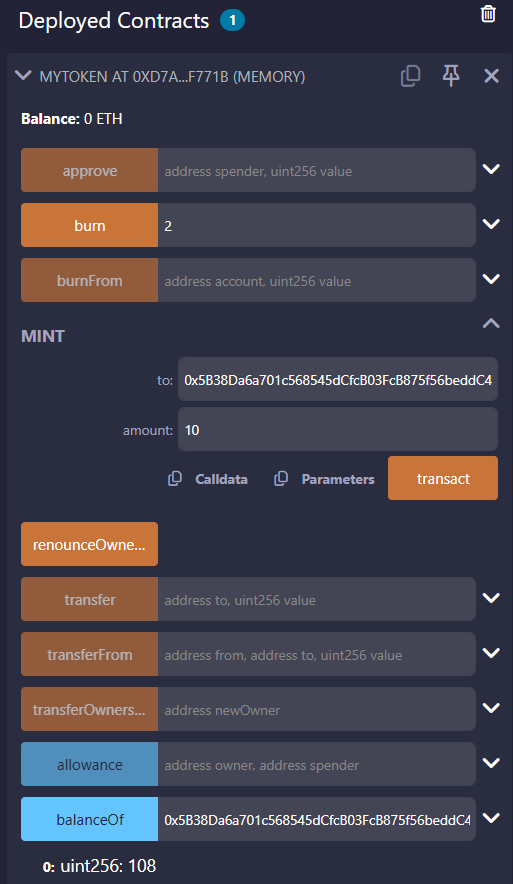 Deployed Contracts 1
MYTOKEN AT 0XD7A...F771B (MEMORY)
Balance: 0 ETH
approve address spender, uint256 value
burn 2
burnFrom address account, uint256 value
MINT
to: 0x5B38Da6a701c568545dCfcB03FcB875f56beddC4
amount: 10
Calldata Parameters transact
renounceOwne...
transfer address to, uint256 value
transferFrom address from, address to, uint256 value
transferOwners... address newOwner
allowance address owner, address spender
balanceOf 0x5B38Da6a701c568545dCfcB03FcB875f56beddC4
0: uint256: 108